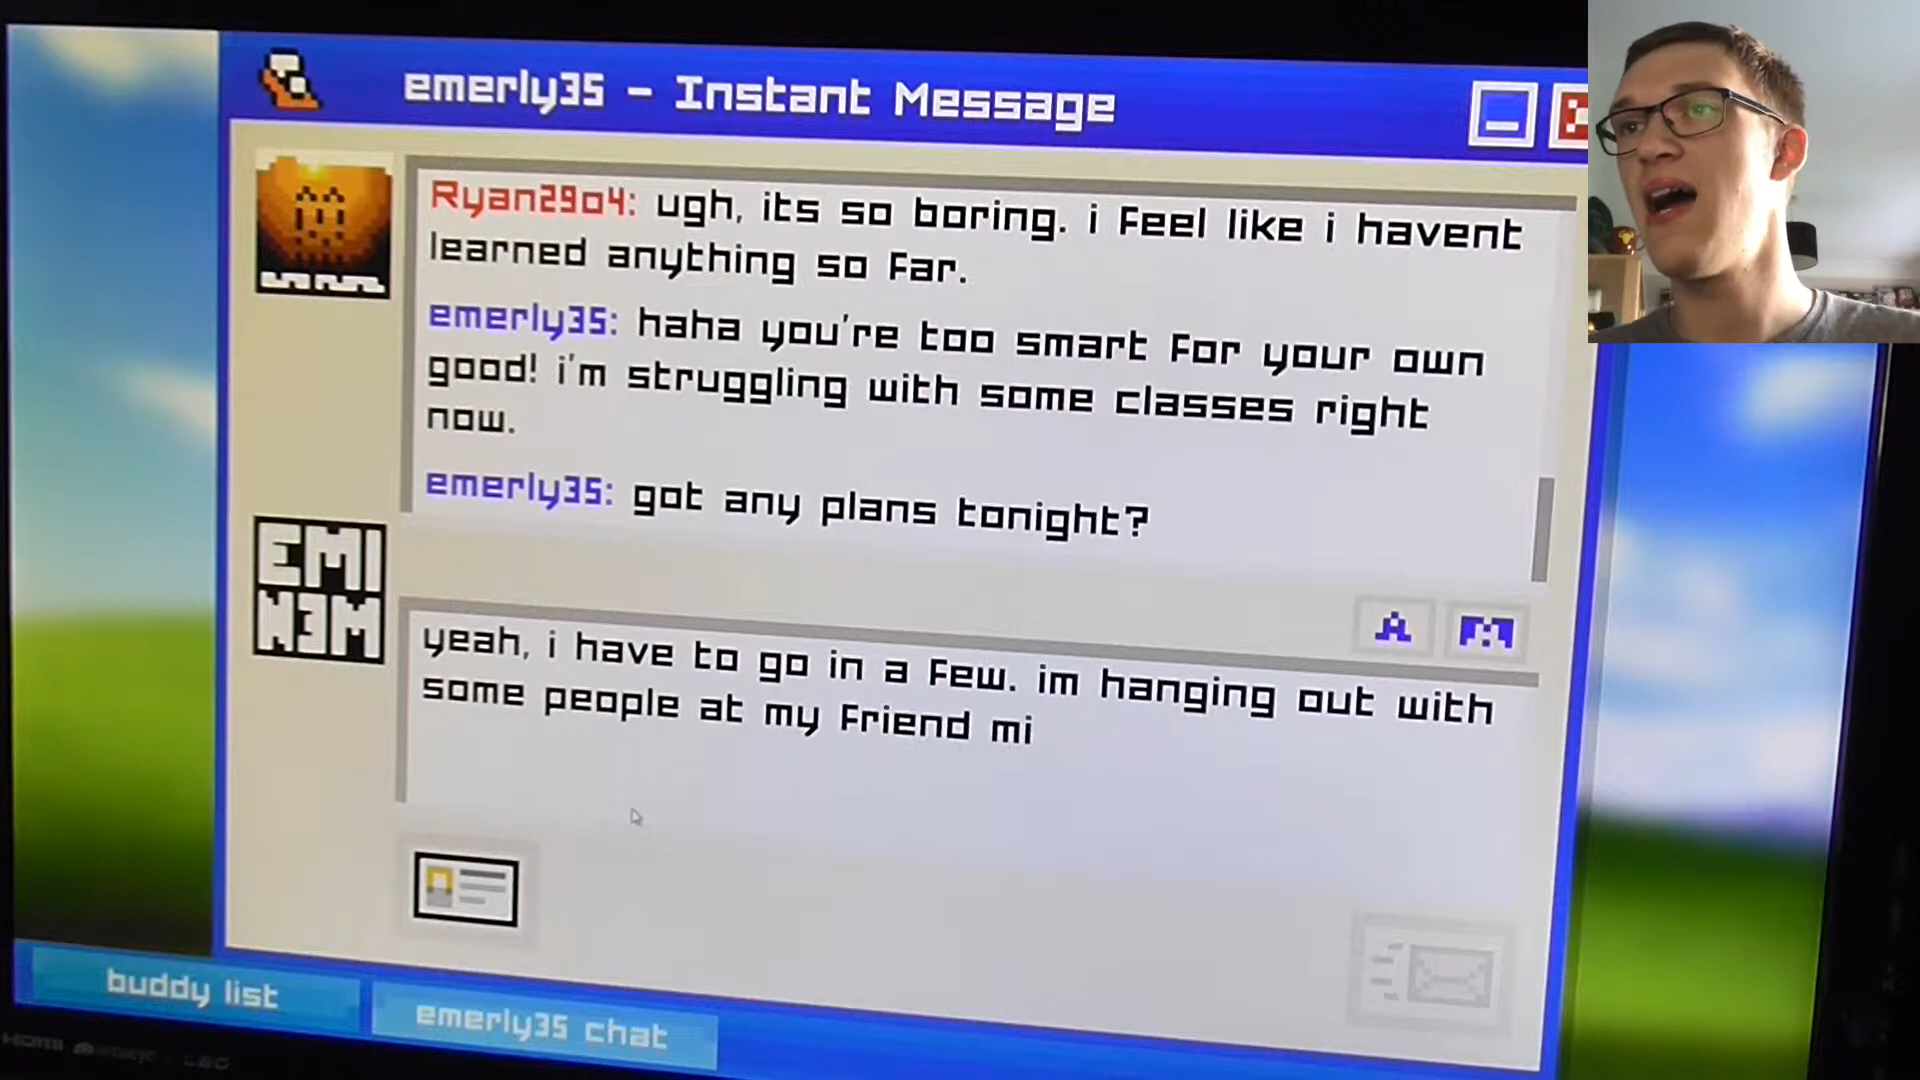 emerly35 - Instant Message
Ryan29o4: ugh, its so boring. i feel like i havent
learned anything so far.
emerly35: haha you're too smart for your own
good! i'm struggling with some classes right
now.
emerly35: got any plans tonight?
A
EMI
N3M
yeah, i have to go in a few. im hanging out with
some people at my friend mi
buddy list
emerly35 chat
HDMI